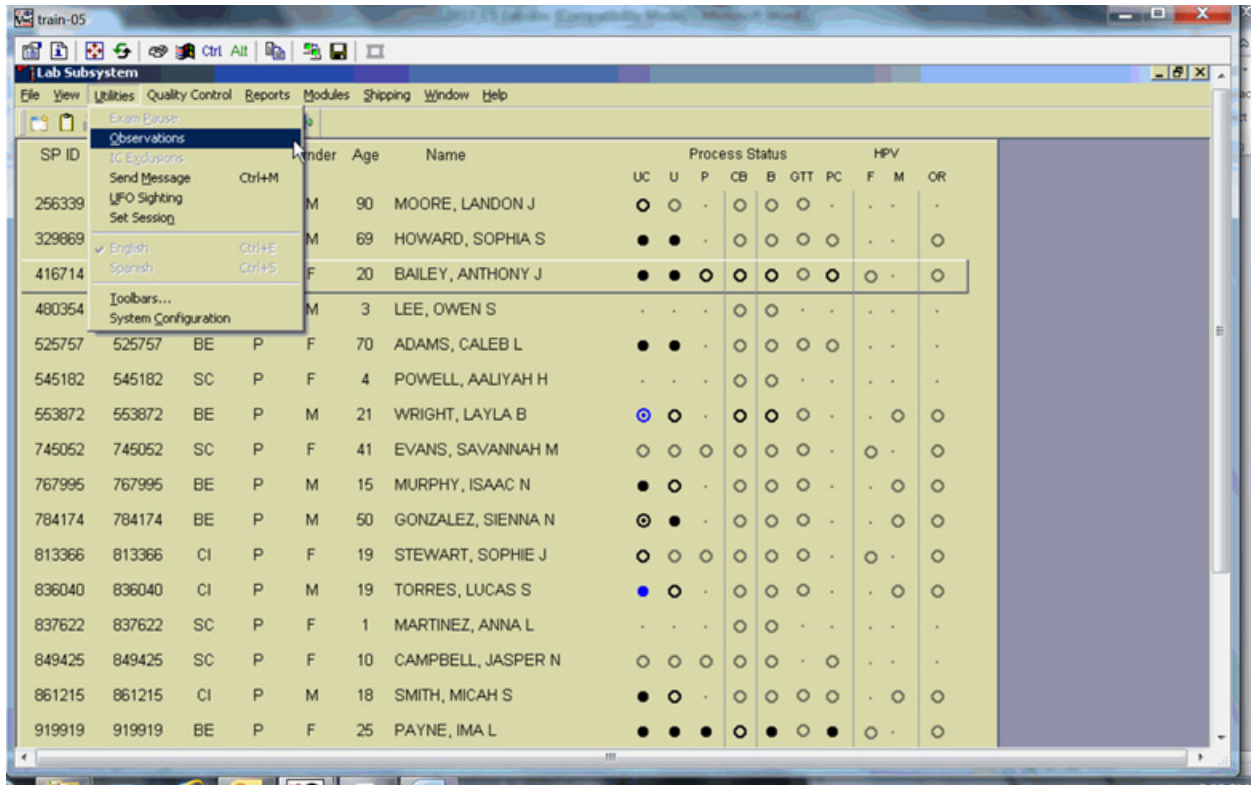 train-05
Ctrl Alt
Lab Subsystem
File View Utilities Quality Control Reports Modules Shipping Window Help
Exam Pause
Observations
IC Exclusions
Send Message Ctrl+M
UFO Sighting
Set Session
English Ctrl+E
Spanish Ctrl+S
Toolbars...
System Configuration
SP ID nder Age Name Process Status HPV
UC U P CB B GTT PC F M OR
256339 M 90 MOORE, LANDON J
329869 M 69 HOWARD, SOPHIA S
416714 F 20 BAILEY, ANTHONY J
480354 M 3 LEE, OWEN S
525757 525757 BE P F 70 ADAMS, CALEB L
545182 545182 SC P F 4 POWELL, AALIYAH H
553872 553872 BE P M 21 WRIGHT, LAYLA B
745052 745052 SC P F 41 EVANS, SAVANNAH M
767995 767995 BE P M 15 MURPHY, ISAAC N
784174 784174 BE P M 50 GONZALEZ, SIENNA N
813366 813366 CI P F 19 STEWART, SOPHIE J
836040 836040 CI P M 19 TORRES, LUCAS S
837622 837622 SC P F 1 MARTINEZ, ANNA L
849425 849425 SC P F 10 CAMPBELL, JASPER N
861215 861215 CI P M 18 SMITH, MICAH S
919919 919919 BE P F 25 PAYNE, IMA L